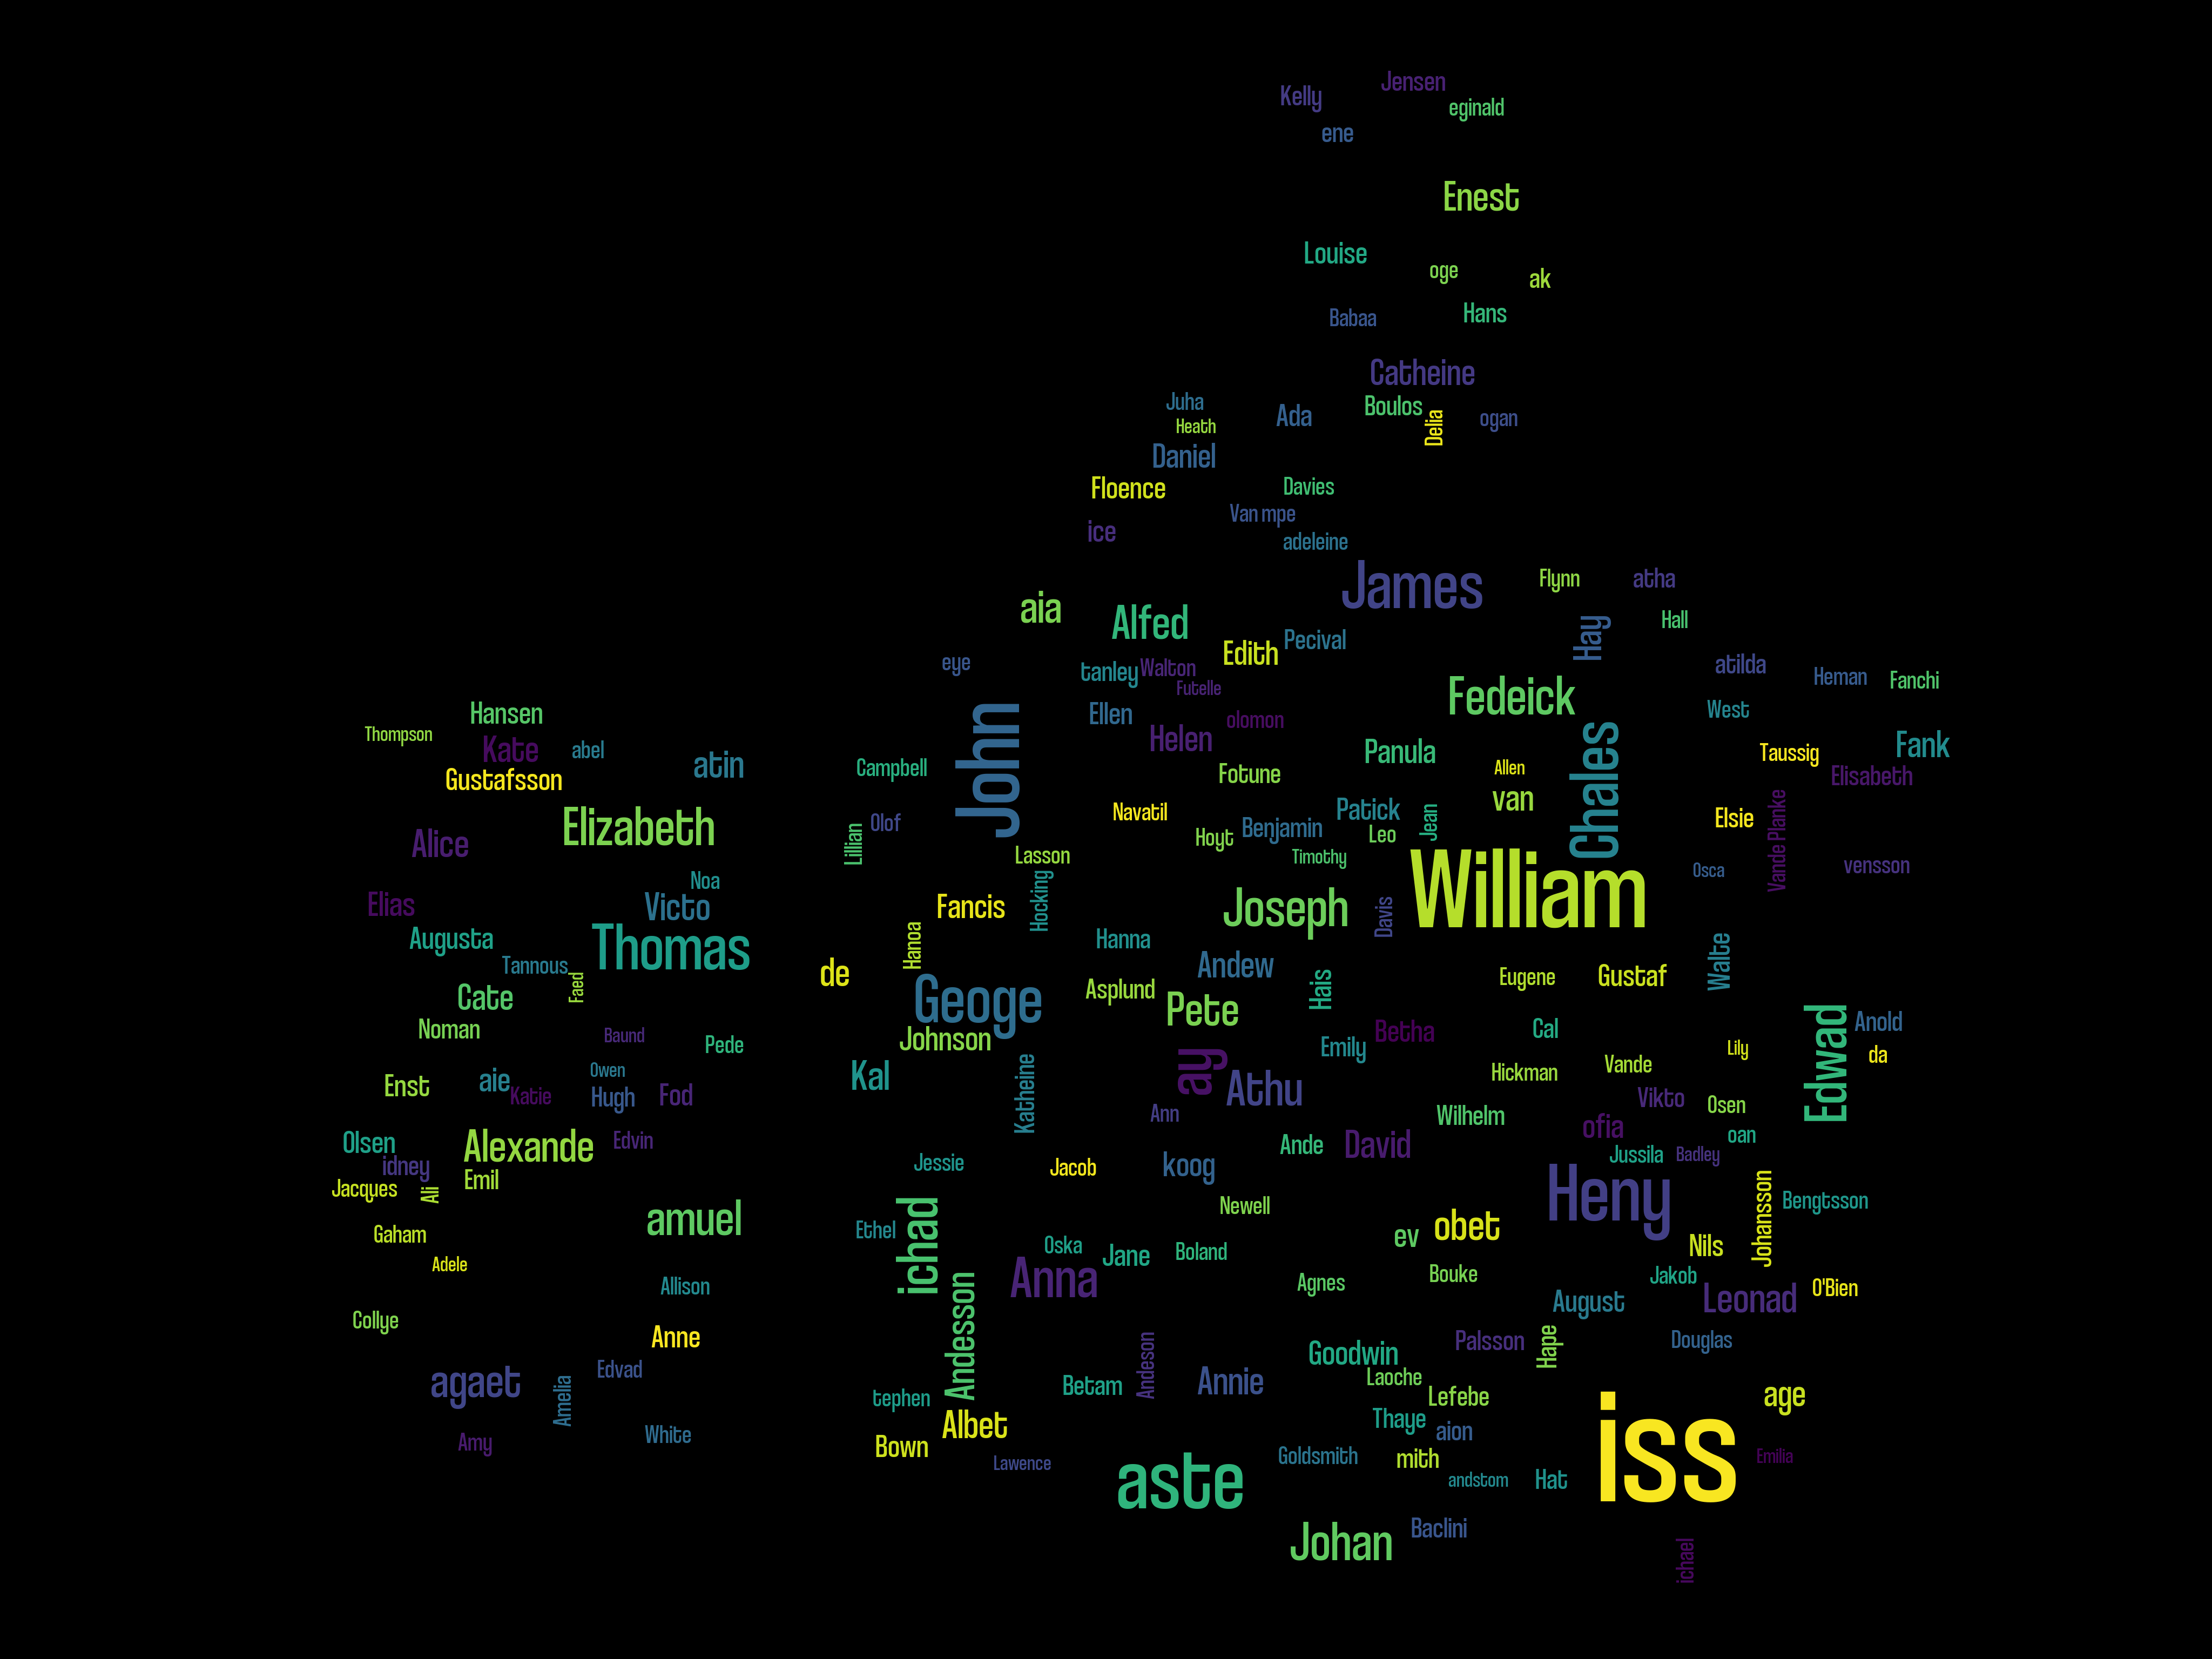 Jensen
Kelly
eginald
ene
Enest
Louise
oge
ak
Babaa
Hans
Catheine
Juha
Heath
Ada
Boulos
Delia
ogan
Daniel
Floence
Davies
Van mpe
ice
adeleine
James
Flynn
atha
aia
Alfed
Hay
Hall
Pecival
Edith
eye
tanley
Walton
Futelle
atilda
Heman
Fanchi
Fedeick
Hansen
Ellen
olomon
West
Thompson
Kate
abel
John
Helen
Panula
Chales
Taussig
Fank
Gustafsson
atin
Campbell
Fotune
Allen
Elisabeth
van
Elizabeth
Olof
Navatil
Patick
Elsie
Vande Planke
Alice
Lillian
Hoyt
Benjamin
Leo
Jean
Lasson
Timothy
William
Osca
vensson
Noa
Elias
Victo
Fancis
Hocking
Joseph
Davis
Augusta
Thomas
Hanoa
Hanna
Tannous
Faed
de
Andew
Eugene
Gustaf
Walte
Cate
Geoge
Asplund
Pete
Hais
Noman
Baund
Pede
Johnson
Betha
Cal
Edwad
Anold
Emily
Lily
da
Owen
Kal
Katheine
ay
Athu
Hickman
Vande
Enst
aie
Katie
Hugh
Fod
Ann
Wilhelm
Vikto
Osen
Olsen
Alexande
Edvin
Ande
David
ofia
oan
idney
Jessie
Jacob
koog
Jussila
Badley
Jacques
Ali
Emil
Heny
Johansson
Bengtsson
Gaham
amuel
ichad
Ethel
Newell
ev
obet
Adele
Oska
Jane
Boland
Nils
Allison
Anna
Agnes
Bouke
Jakob
O'Bien
Collye
Andesson
August
Leonad
Anne
Andeson
Goodwin
Palsson
Hape
Douglas
agaet
Amelia
Edvad
Betam
Annie
Laoche
Lefebe
age
tephen
Albet
Thaye
aion
iss
Amy
White
Bown
Lawence
Goldsmith
mith
Emilia
aste
andstom
Hat
Johan
Baclini
ichael